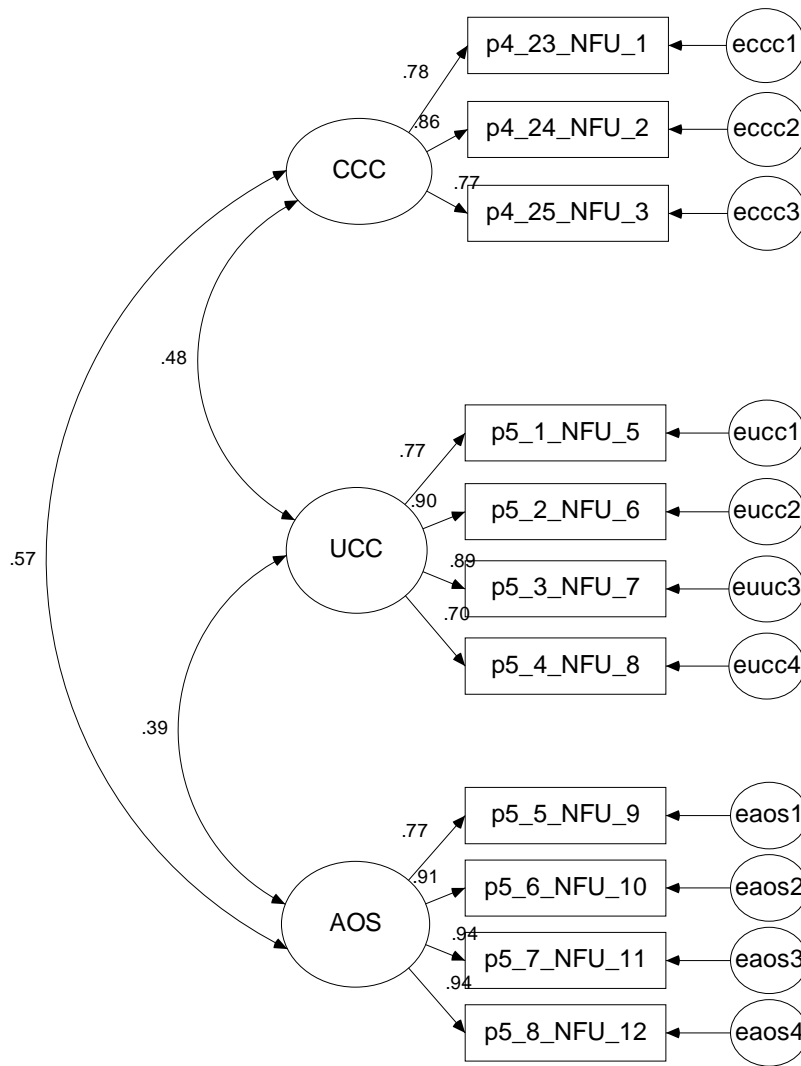 p4_23_NFU_1
eccc1
.78
.86
p4_24_NFU_2
eccc2
CCC
.77
p4_25_NFU_3
eccc3
.48
.57
p5_1_NFU_5
eucc1
.77
.90
p5_2_NFU_6
eucc2
UCC
.89
p5_3_NFU_7
euuc3
.70
p5_4_NFU_8
eucc4
.39
p5_5_NFU_9
eaos1
.77
.91
p5_6_NFU_10
eaos2
AOS
.94
p5_7_NFU_11
eaos3
.94
p5_8_NFU_12
eaos4